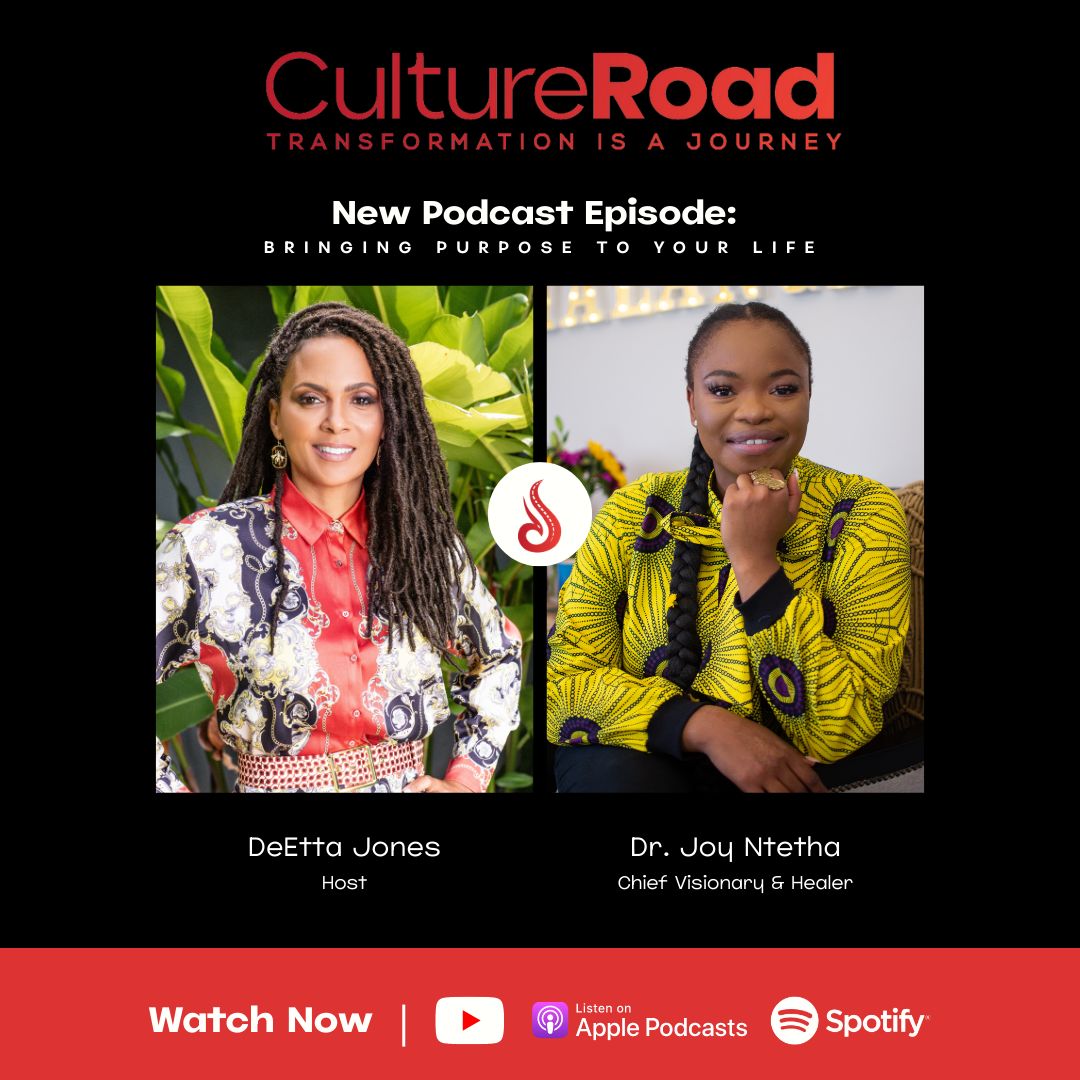 CultureRoad
TRANSFORMATION IS A JOURNEY
New Podcast Episode:
BRINGING PURPOSE TO YOUR LIFE
DeEtta Jones
Host
Dr. Joy Ntetha
Chief Visionary & Healer
Watch Now |
Listen on
Apple Podcasts
Spotify